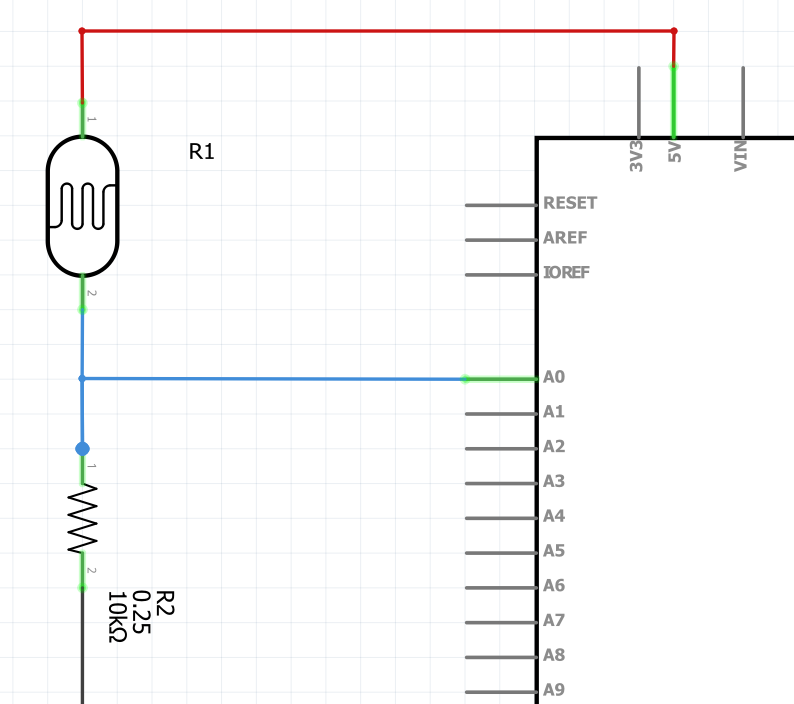 3V3
5V
VIN
1
R1
RESET
AREF
IOREF
2
A0
A1
A2
1
A3
A4
A5
2
A6
R2
0.25
10kΩ
A7
A8
A9